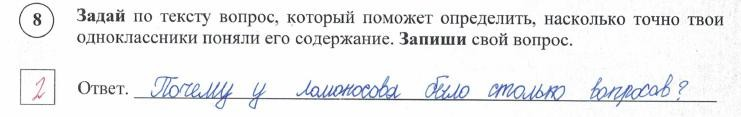 8 Задай по тексту вопрос, который поможет определить, насколько точно твои
одноклассники поняли его содержание. Запиши свой вопрос.
2 Ответ. Почему у ломоносова было столько вопросов?